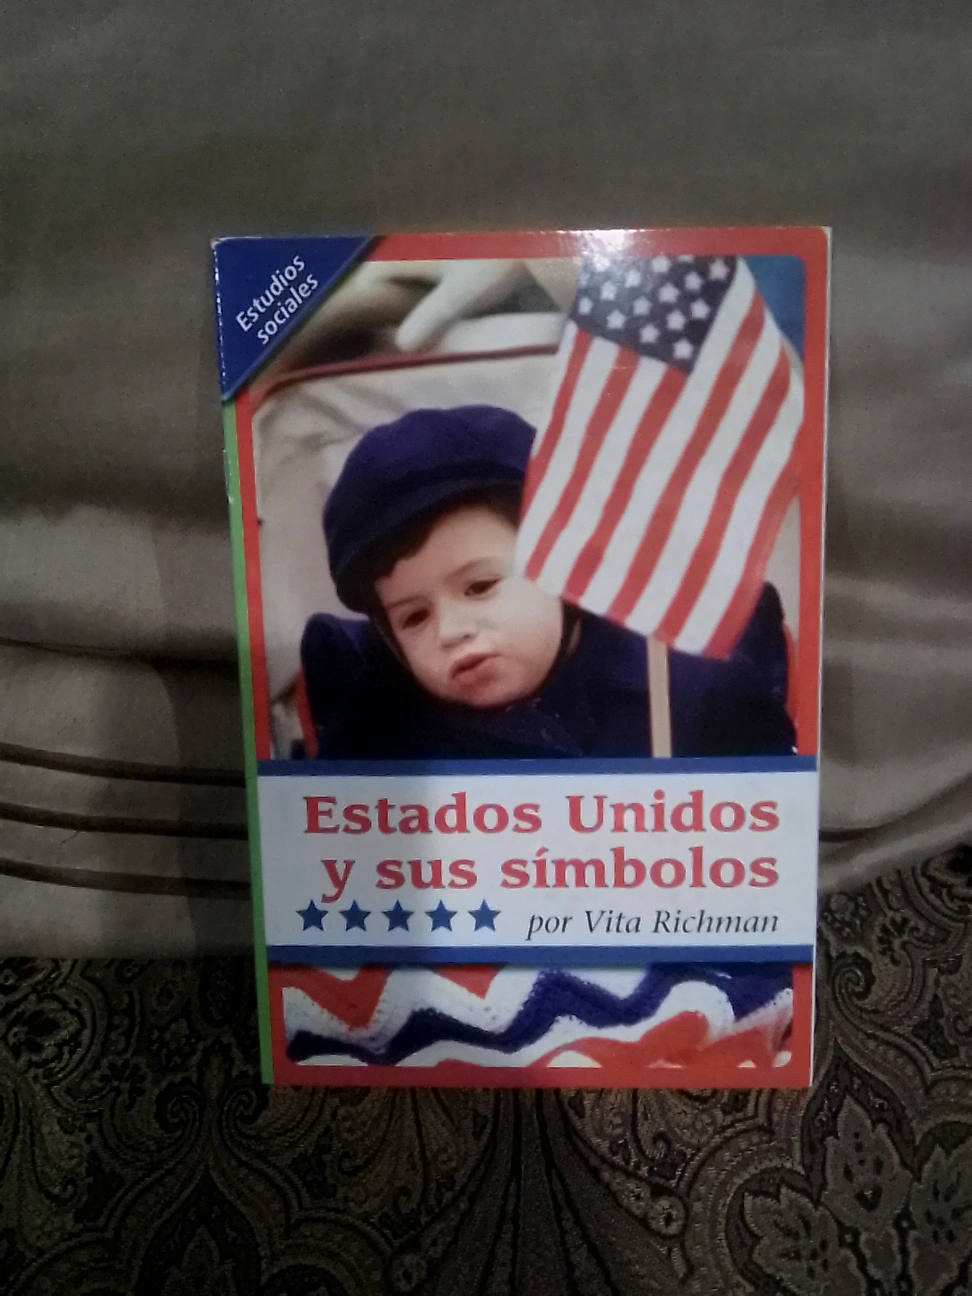 Estudios
sociales
Estados Unidos
y sus símbolos
por Vita Richman